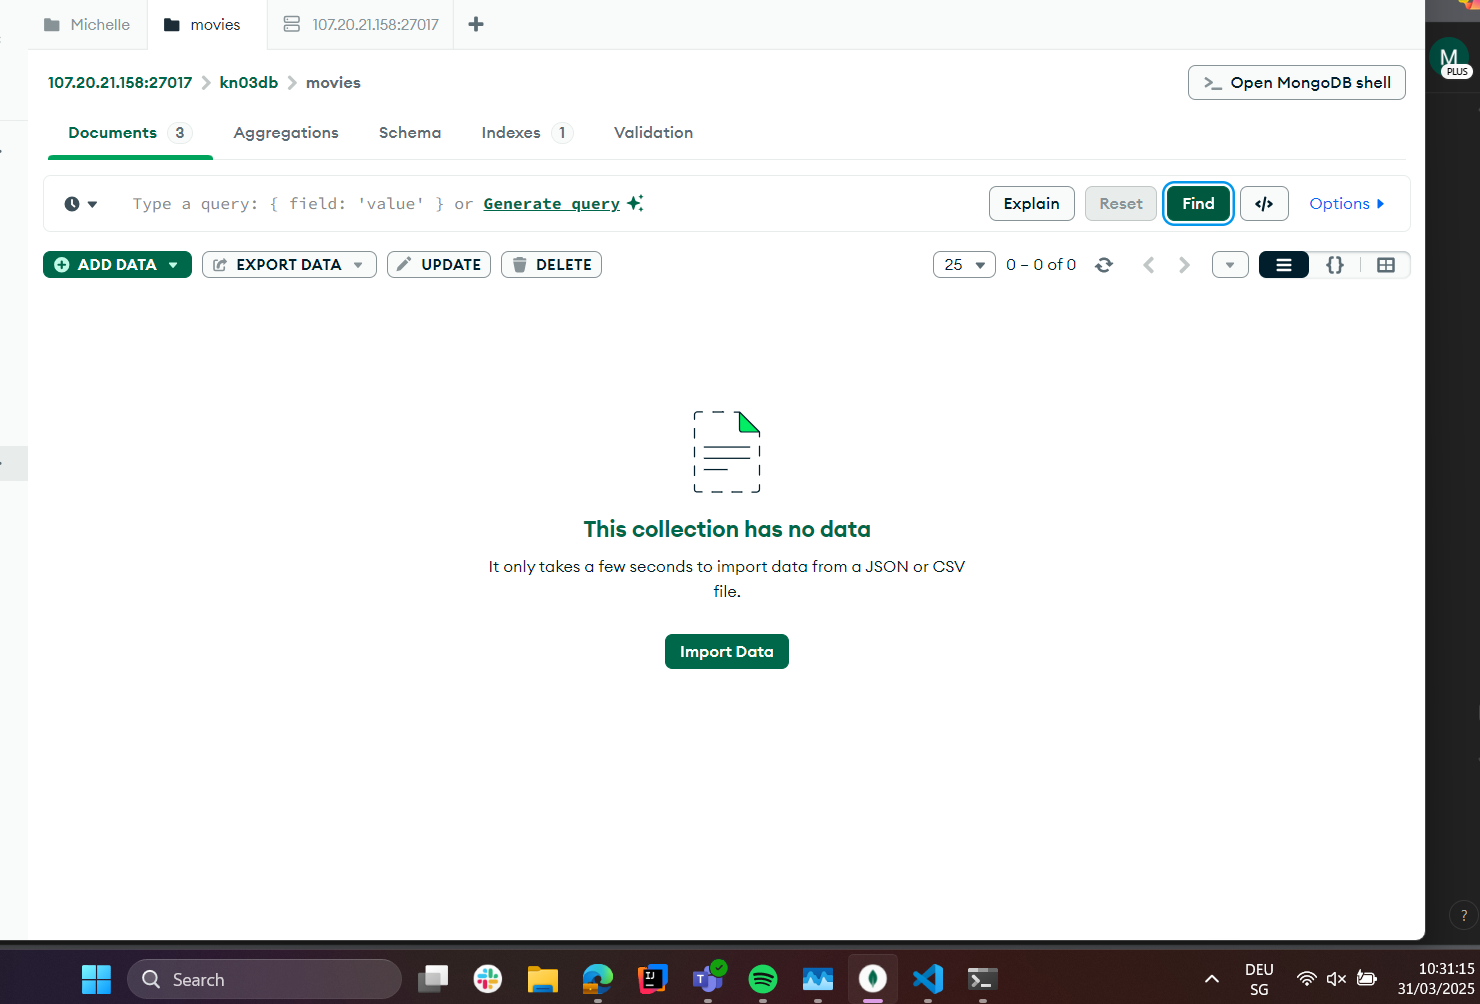 Michelle
movies
107.20.21.158:27017
107.20.21.158:27017 kn03db movies
>_ Open MongoDB shell
M
PLUS
Documents 3 Aggregations Schema Indexes 1 Validation
Type a query: { field: 'value' } or Generate query
Explain Reset Find </> Options
ADD DATA EXPORT DATA UPDATE DELETE
25 0 – 0 of 0 {}
This collection has no data
It only takes a few seconds to import data from a JSON or CSV
file.
Import Data
?
Search
DEU
SG
10:31:15
31/03/2025